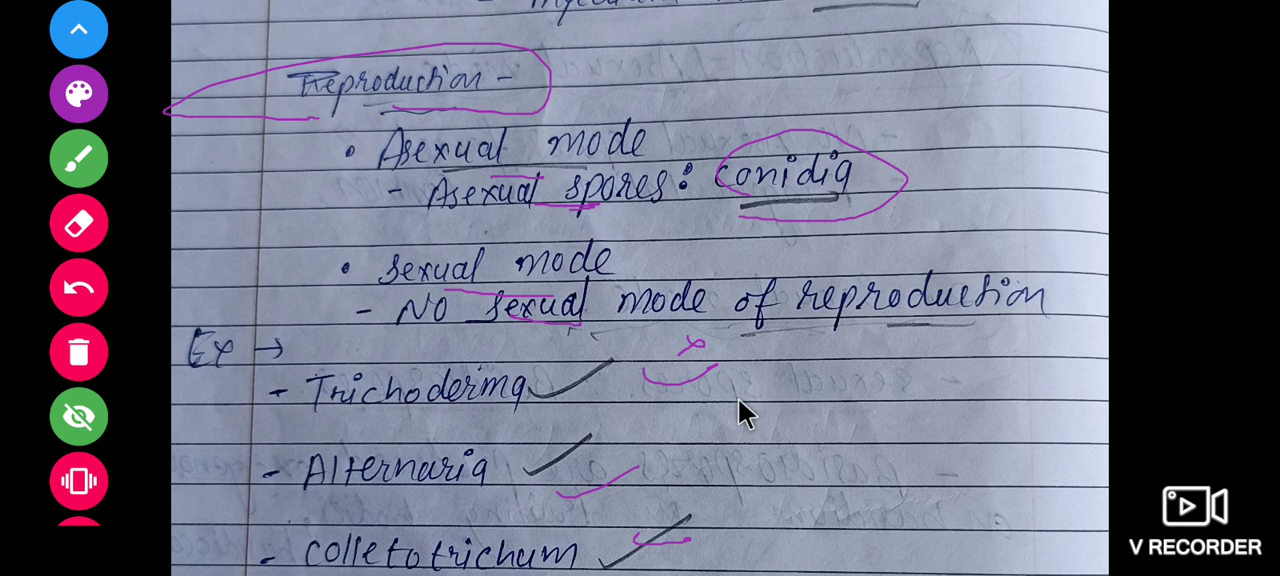 Reproduction -
• Asexual mode
- Asexual spores: conidia
• sexual mode
- No sexual mode of reproduction
Ex →
- Trichoderma
- Alternaria
- colletotrichum
V RECORDER